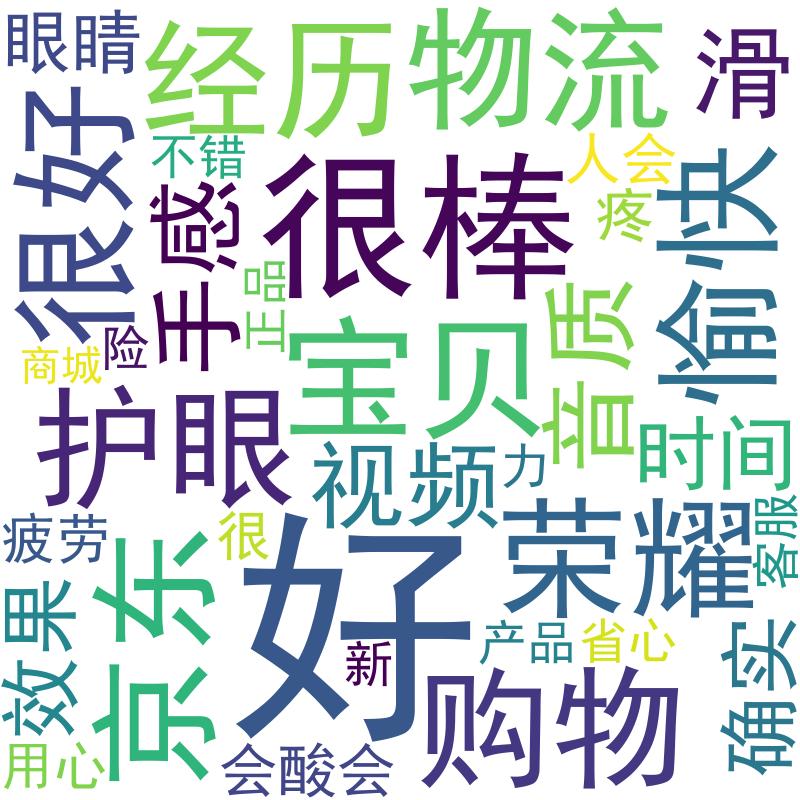 眼睛
经历
物流
滑
很好
不错
人会
手感
很棒
疼
愉快
正品
音质
险
商城
宝贝
护眼
视频
力
时间
疲劳
很
京东
好
荣耀
客服
效果
新
产品
省心
确实
购物
用心
会酸会